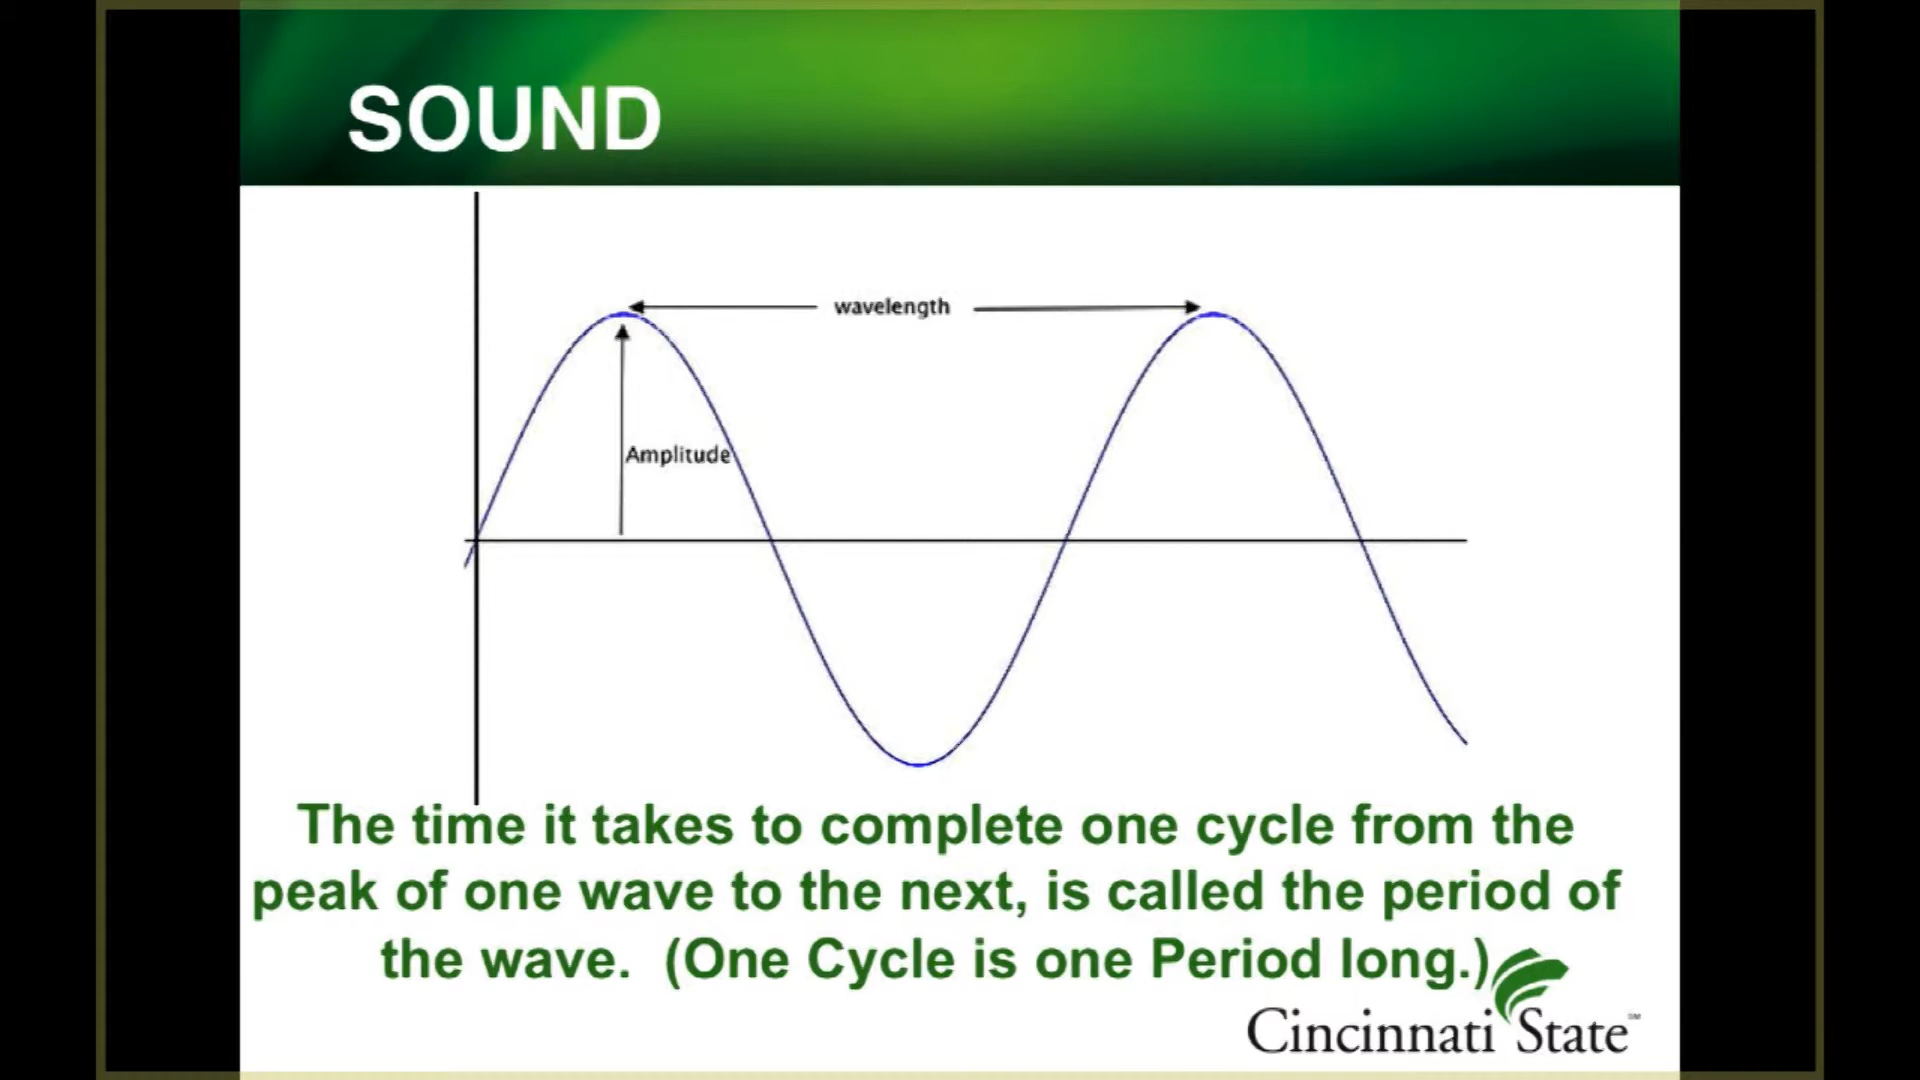 SOUND
wavelength
Amplitude
The time it takes to complete one cycle from the
peak of one wave to the next, is called the period of
the wave. (One Cycle is one Period long.)
Cincinnati State℠